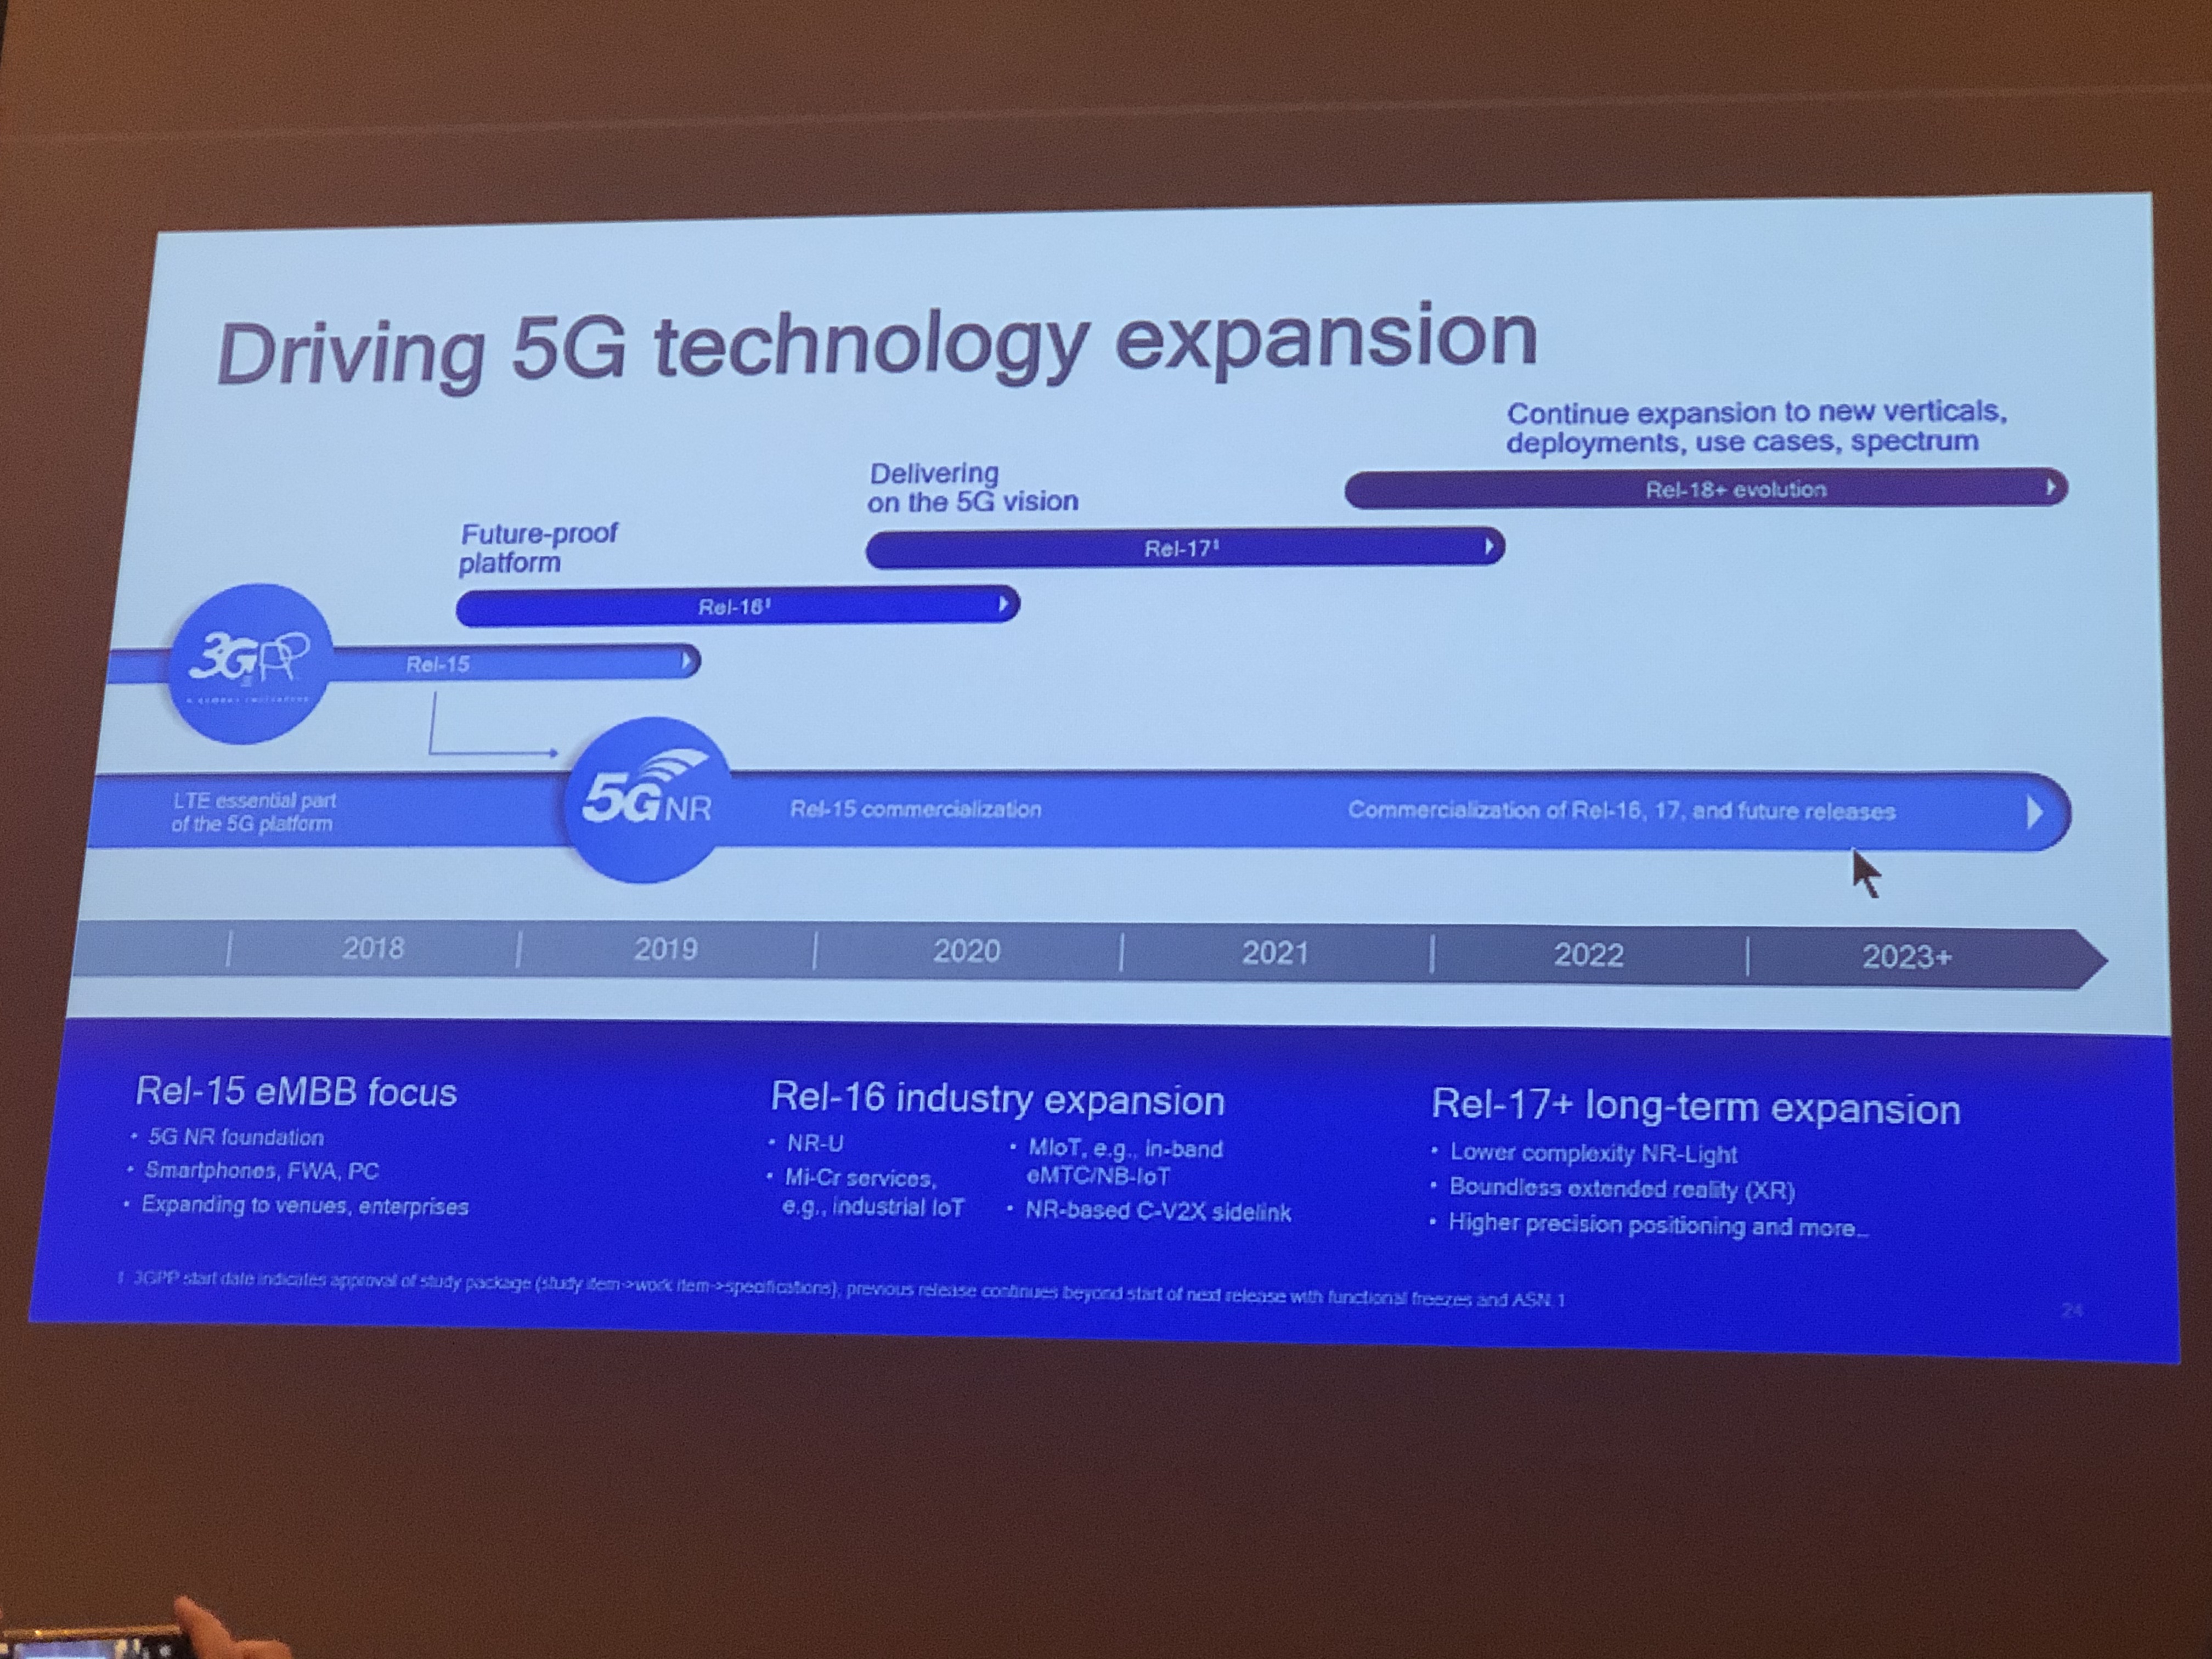 Driving 5G technology expansion
Continue expansion to new verticals,
deployments, use cases, spectrum
Rel-18+ evolution
Delivering
on the 5G vision
Rel-17¹
Future-proof
platform
Rel-16¹
3GPP
Rel-15
LTE essential part
of the 5G platform
5G NR
Rel-15 commercialization
Commercialization of Rel-16, 17, and future releases
2018 | 2019 | 2020 | 2021 | 2022 | 2023+
Rel-15 eMBB focus
• 5G NR foundation
• Smartphones, FWA, PC
• Expanding to venues, enterprises
Rel-16 industry expansion
• NR-U
• Mi-Cr services,
e.g., industrial IoT
• MIoT, e.g., in-band
eMTC/NB-IoT
• NR-based C-V2X sidelink
Rel-17+ long-term expansion
• Lower complexity NR-Light
• Boundless extended reality (XR)
• Higher precision positioning and more...
1. 3GPP start date indicates approval of study package (study item->work item->specifications), previous release continues beyond start of next release with functional freezes and ASN.1
24